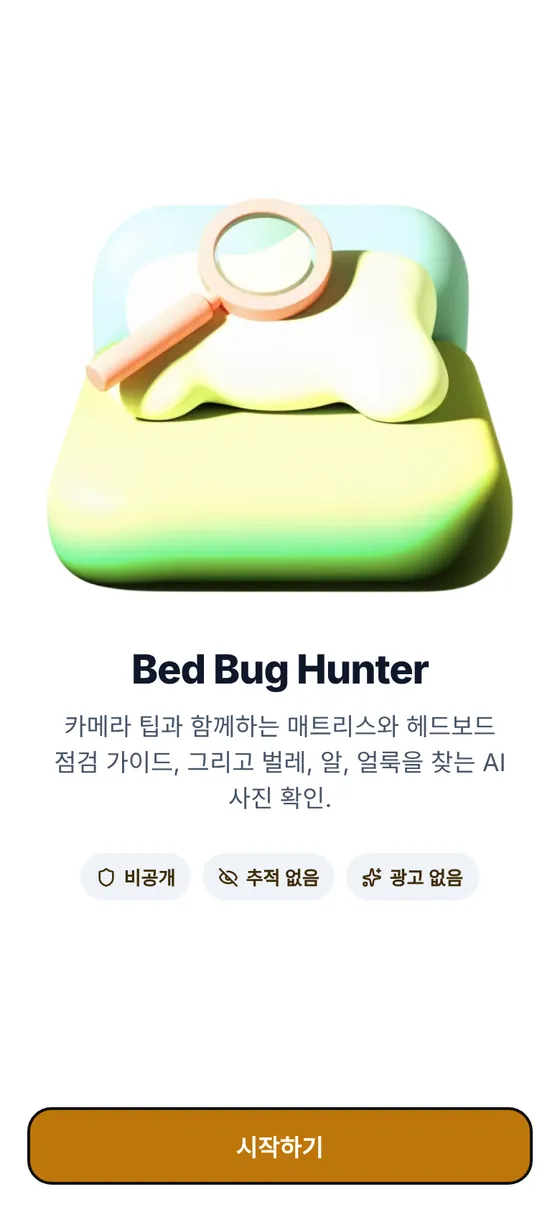 Bed Bug Hunter
카메라 팁과 함께하는 매트리스와 헤드보드
점검 가이드, 그리고 벌레, 알, 얼룩을 찾는 AI
사진 확인.
비공개
추적 없음
광고 없음
시작하기